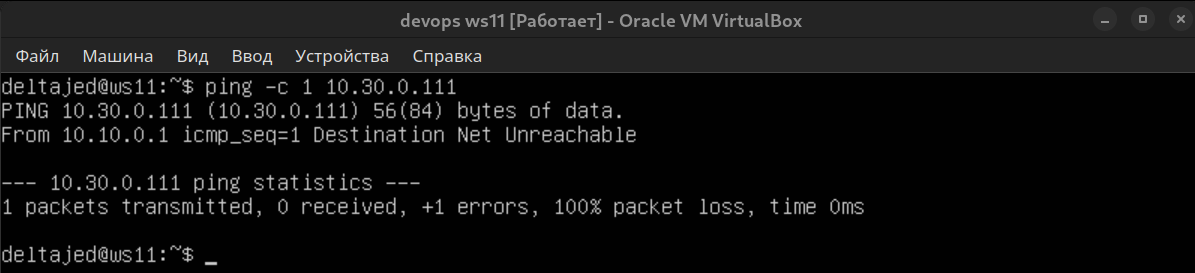 devops ws11 [Работает] - Oracle VM VirtualBox
Файл Машина Вид Ввод Устройства Справка
deltajed@ws11:~$ ping -c 1 10.30.0.111
PING 10.30.0.111 (10.30.0.111) 56(84) bytes of data.
From 10.10.0.1 icmp_seq=1 Destination Net Unreachable
--- 10.30.0.111 ping statistics ---
1 packets transmitted, 0 received, +1 errors, 100% packet loss, time 0ms
deltajed@ws11:~$ _